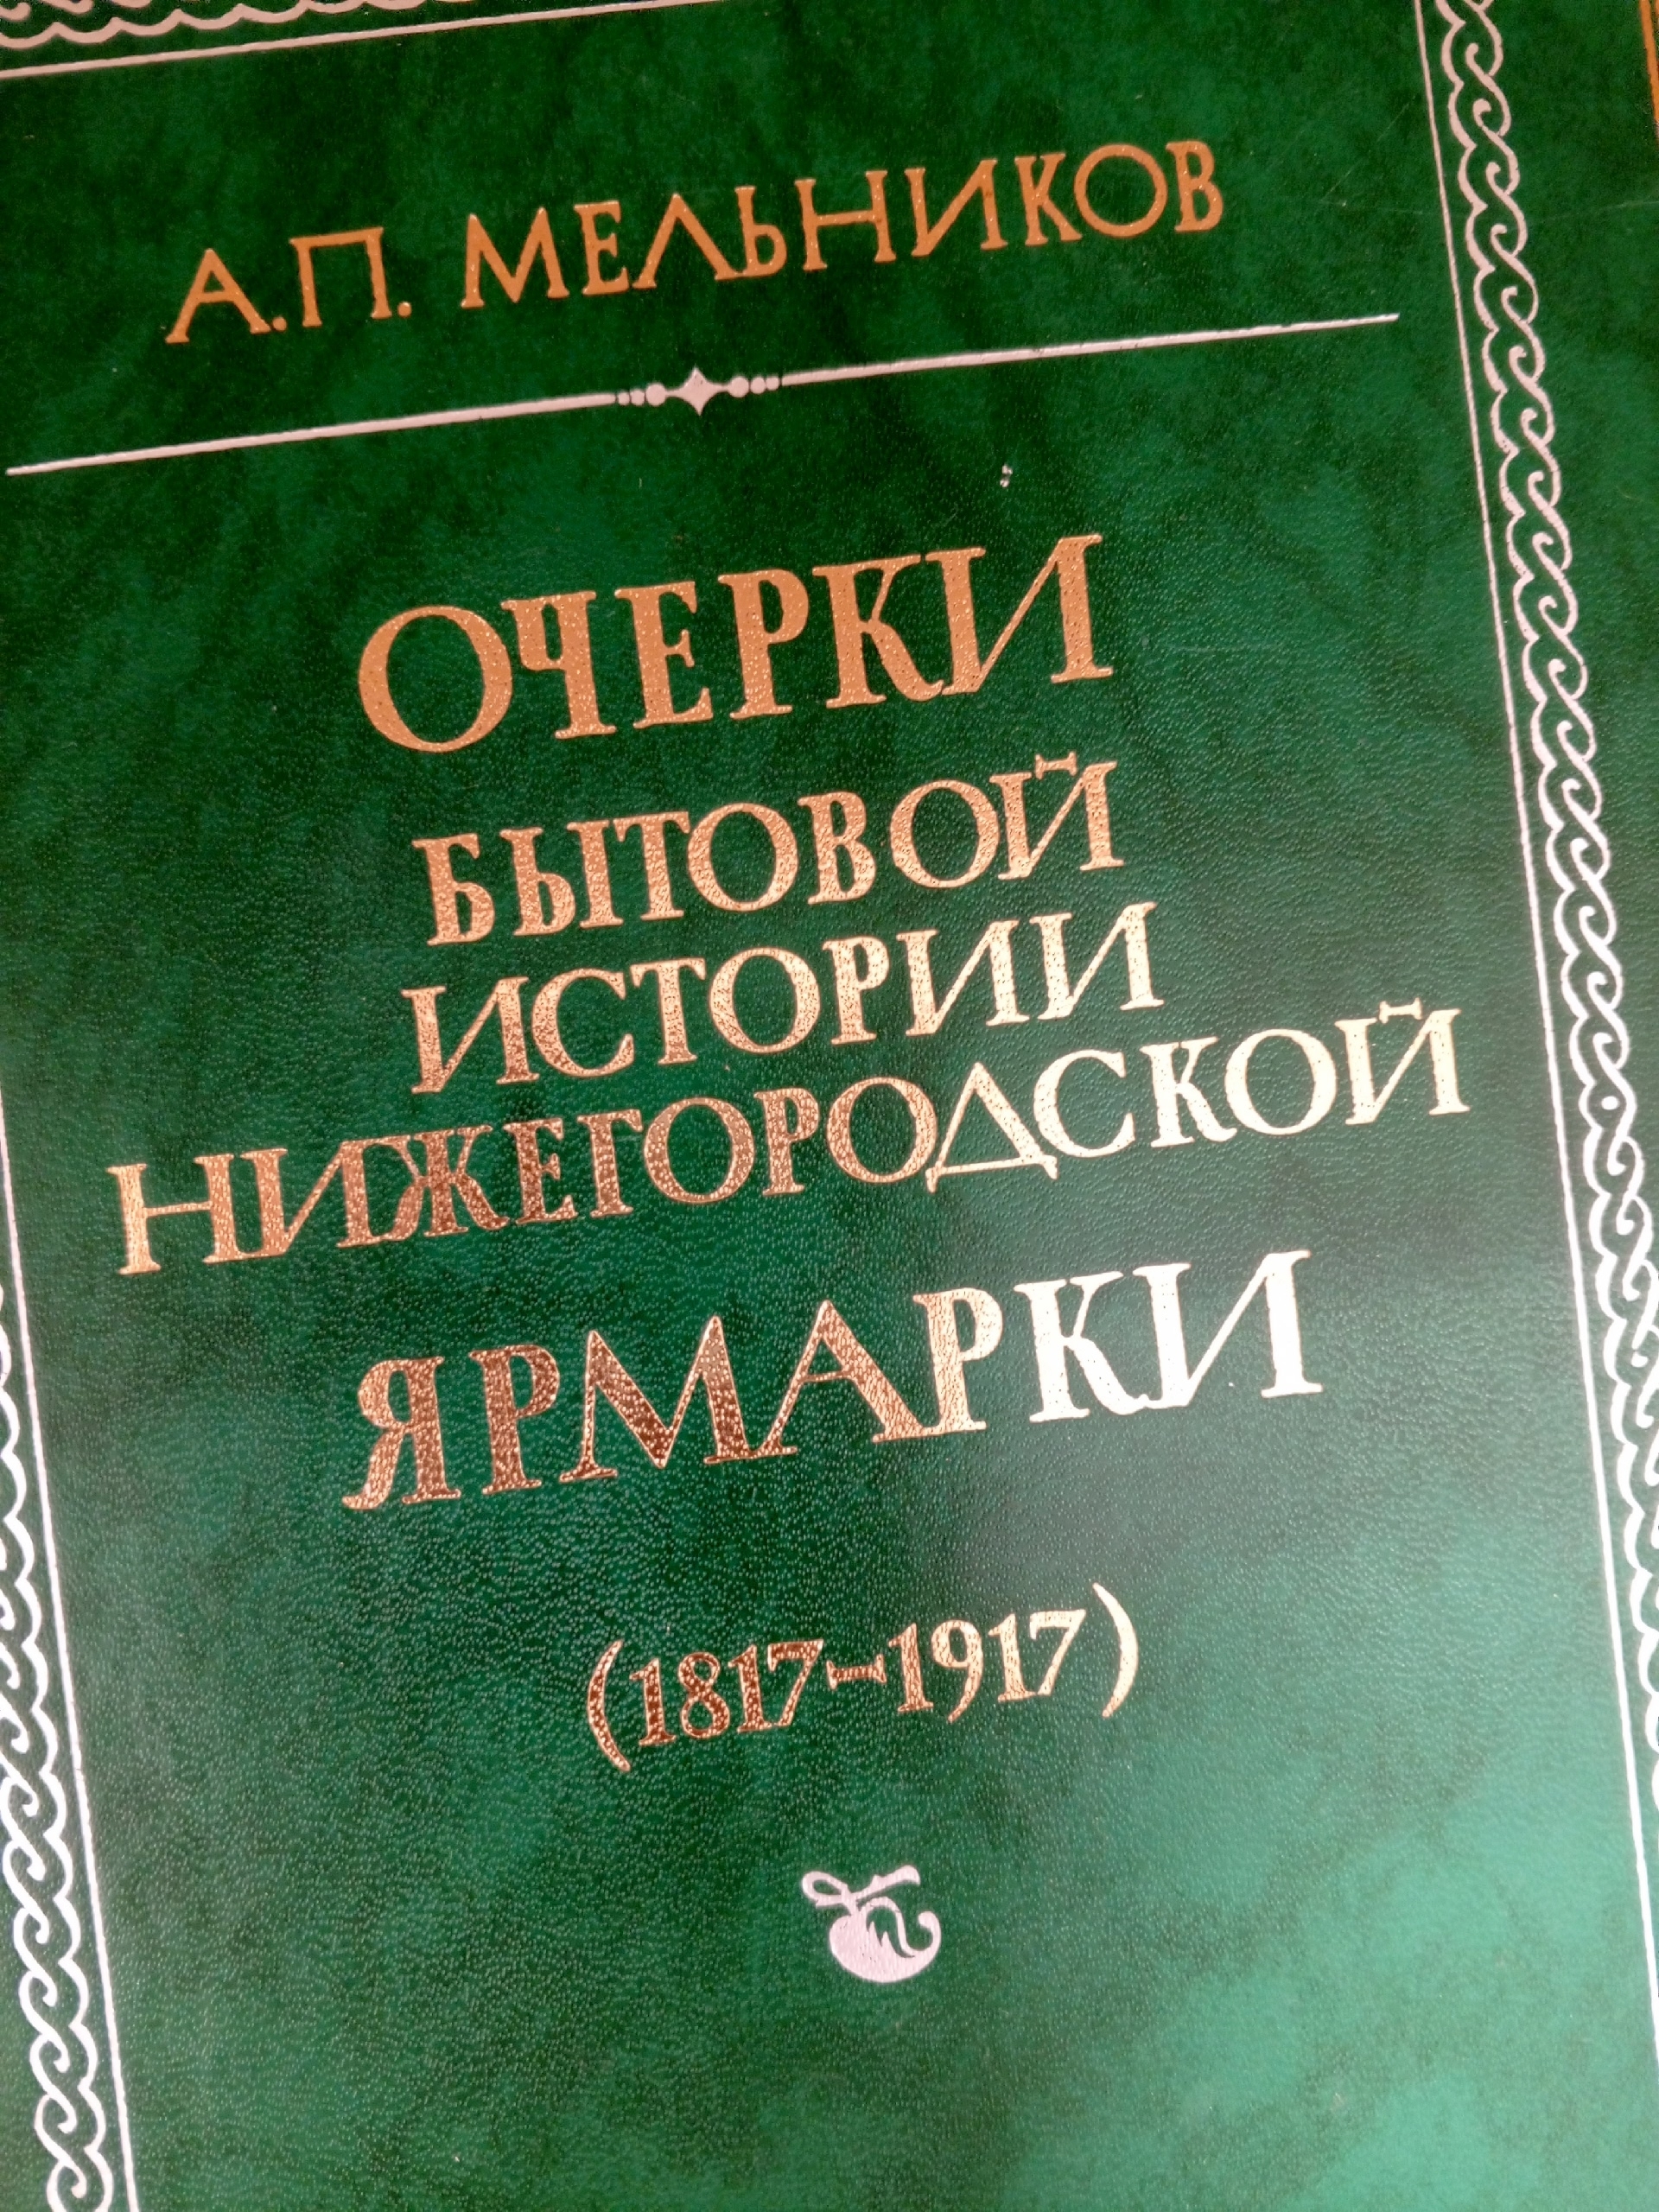 А.П. МЕЛЬНИКОВ
ОЧЕРКИ
БЫТОВОЙ
ИСТОРИИ
НИЖЕГОРОДСКОЙ
ЯРМАРКИ
(1817–1917)